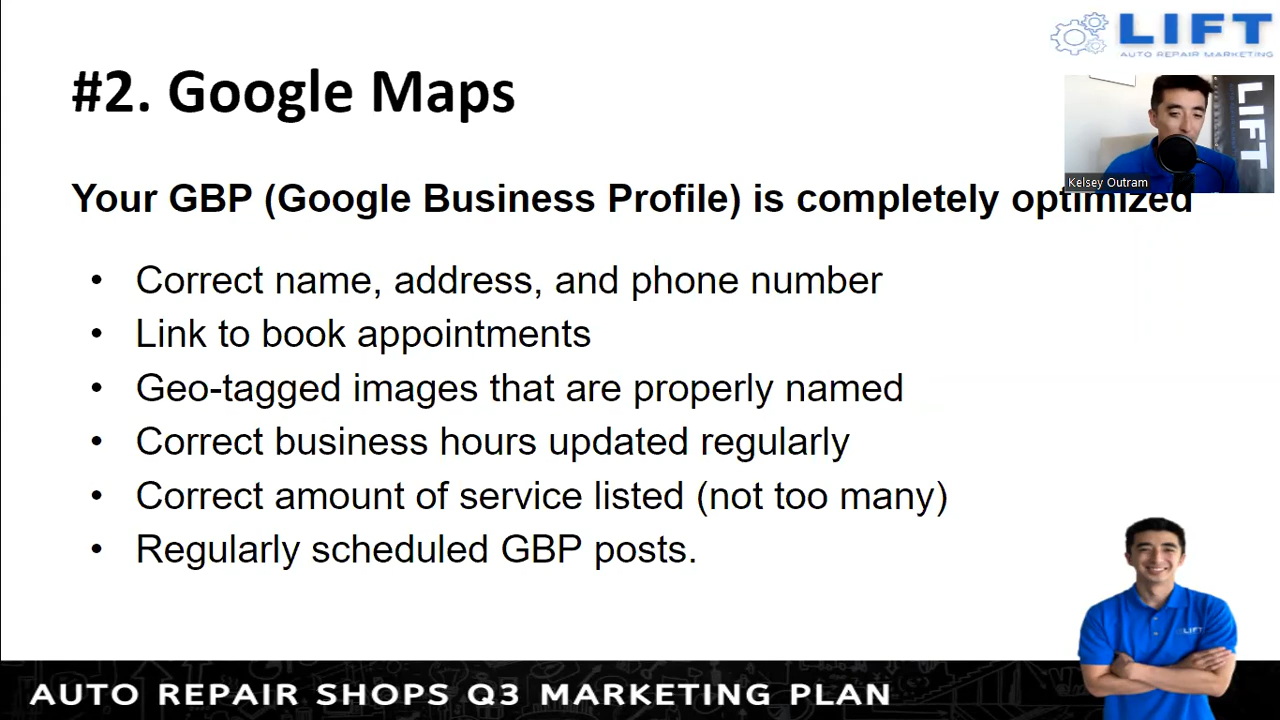 LIFT
AUTO REPAIR MARKETING
#2. Google Maps
LIFT
Kelsey Outram
Your GBP (Google Business Profile) is completely optimized
• Correct name, address, and phone number
• Link to book appointments
• Geo-tagged images that are properly named
• Correct business hours updated regularly
• Correct amount of service listed (not too many)
• Regularly scheduled GBP posts.
LIFT
AUTO REPAIR SHOPS Q3 MARKETING PLAN